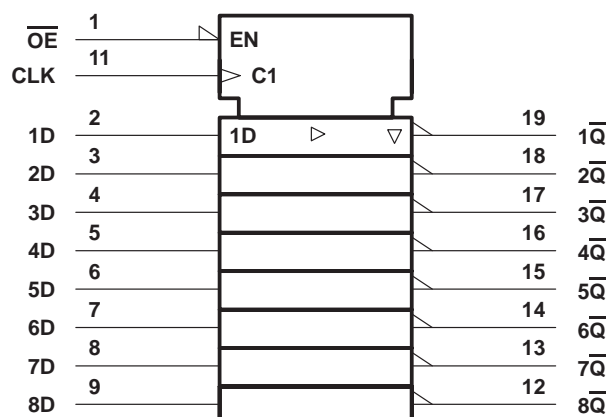 OE̅ 1 EN
CLK 11 C1
1D 2 1D 19 1Q̅
2D 3 18 2Q̅
3D 4 17 3Q̅
4D 5 16 4Q̅
5D 6 15 5Q̅
6D 7 14 6Q̅
7D 8 13 7Q̅
8D 9 12 8Q̅